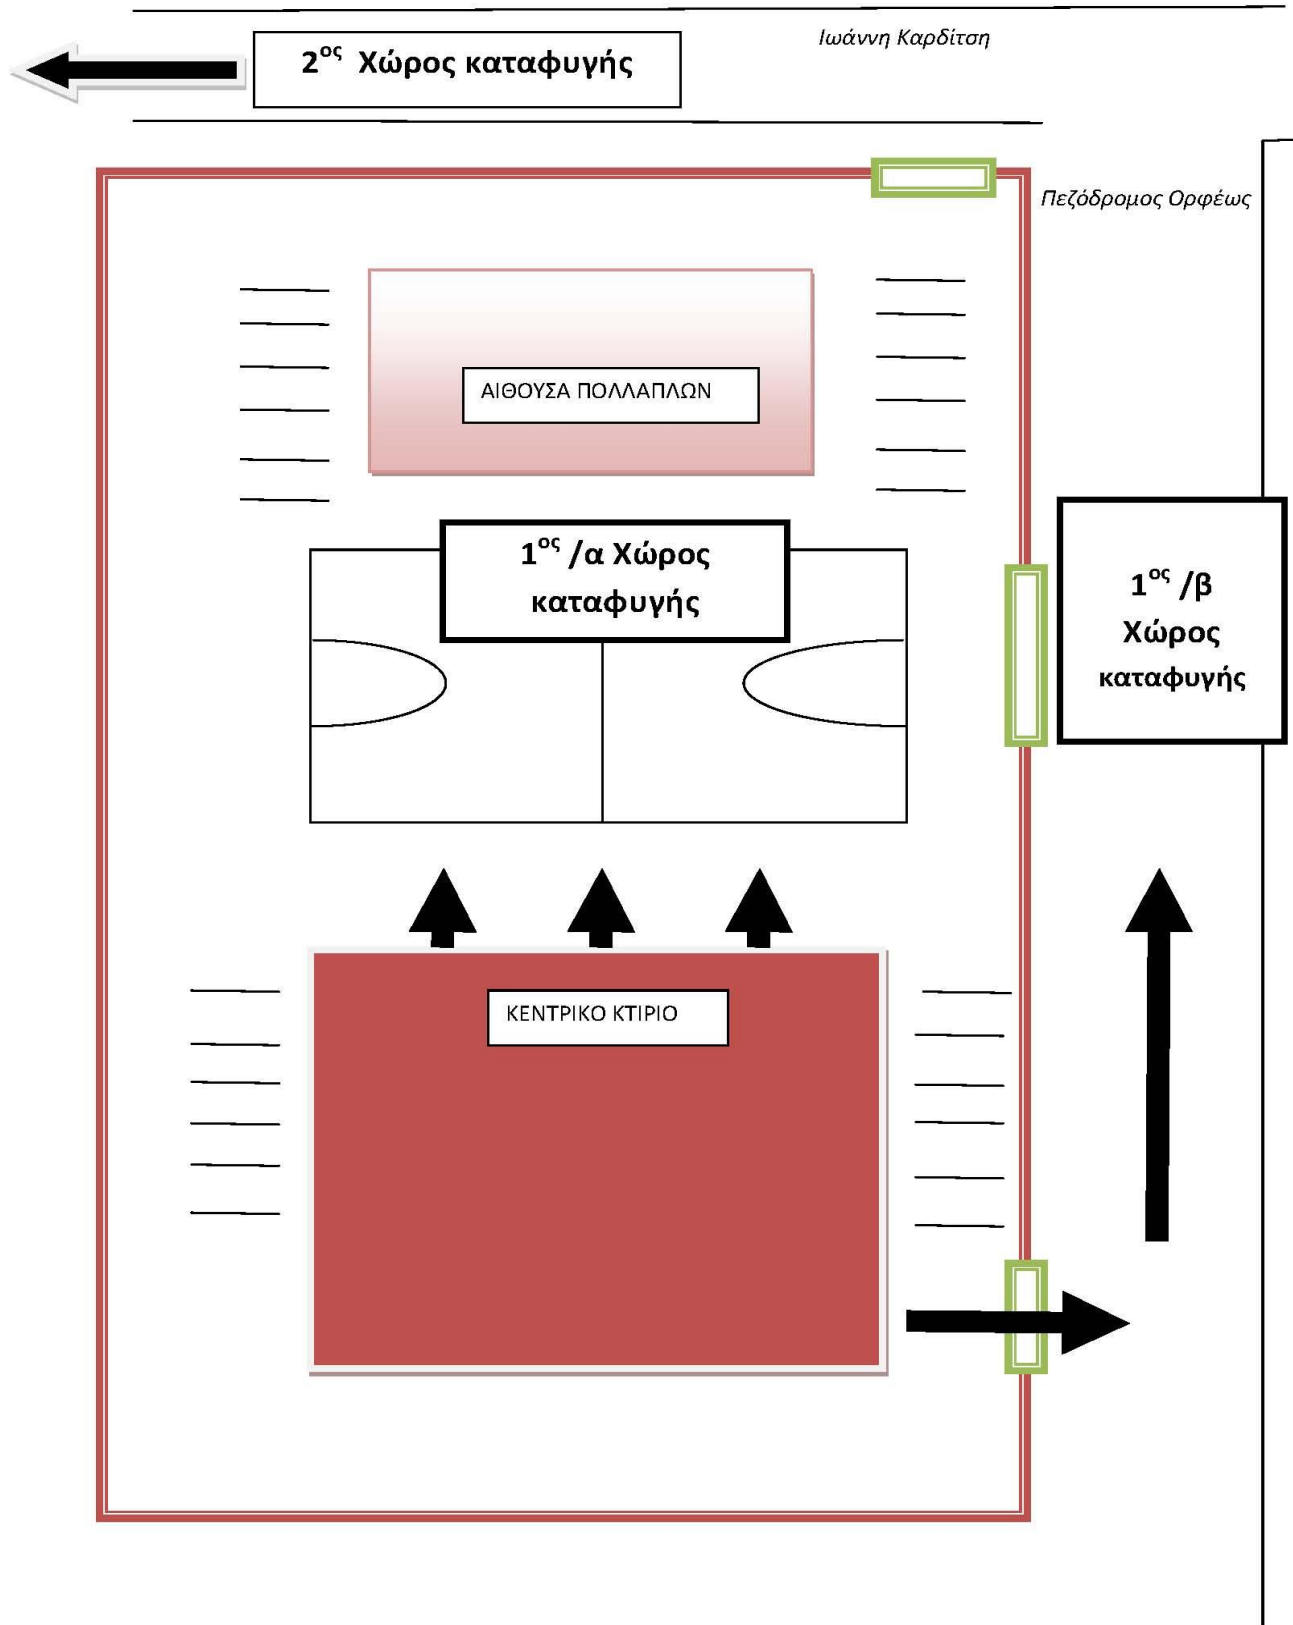 Ιωάννη Καρδίτση
2ος Χώρος καταφυγής
Πεζόδρομος Ορφέως
ΑΙΘΟΥΣΑ ΠΟΛΛΑΠΛΩΝ
1ος /α Χώρος
καταφυγής
1ος /β
Χώρος
καταφυγής
ΚΕΝΤΡΙΚΟ ΚΤΙΡΙΟ